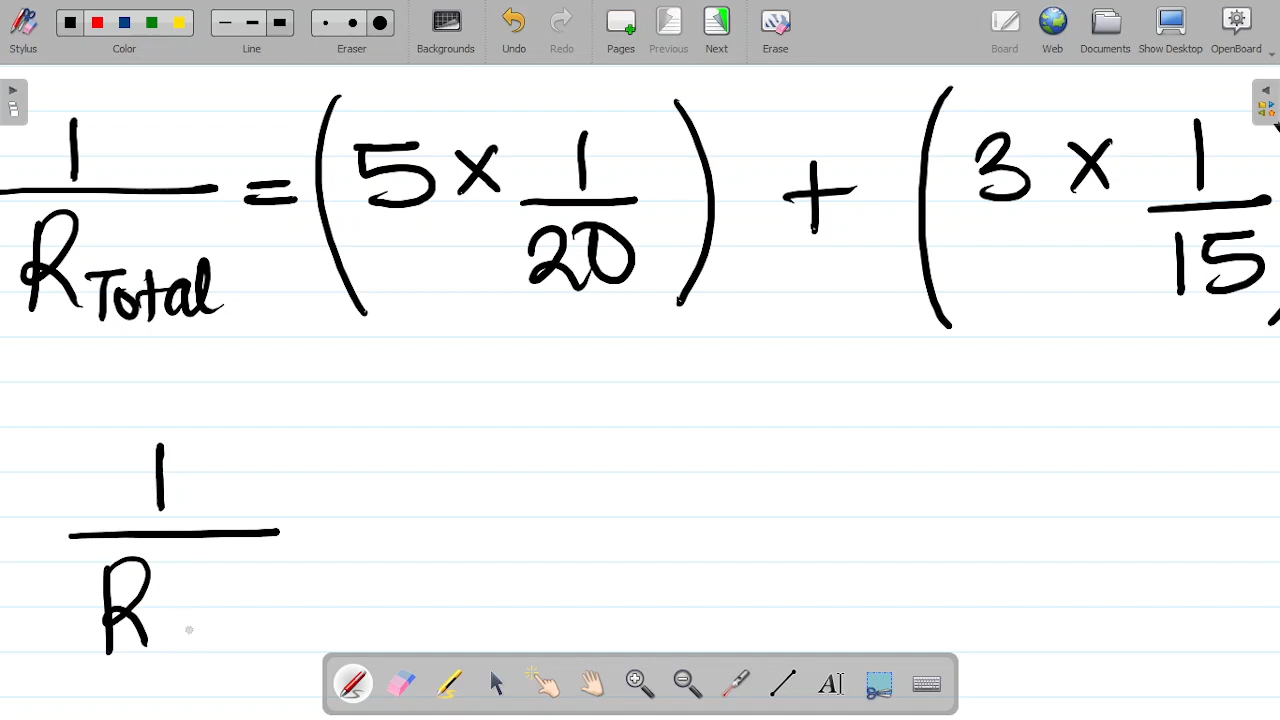 Stylus Color Line Eraser Backgrounds Undo Redo Pages Previous Next Erase Board Web Documents Show Desktop OpenBoard
1/R Total = (5 × 1/20) + (3 × 1/15)
1/R